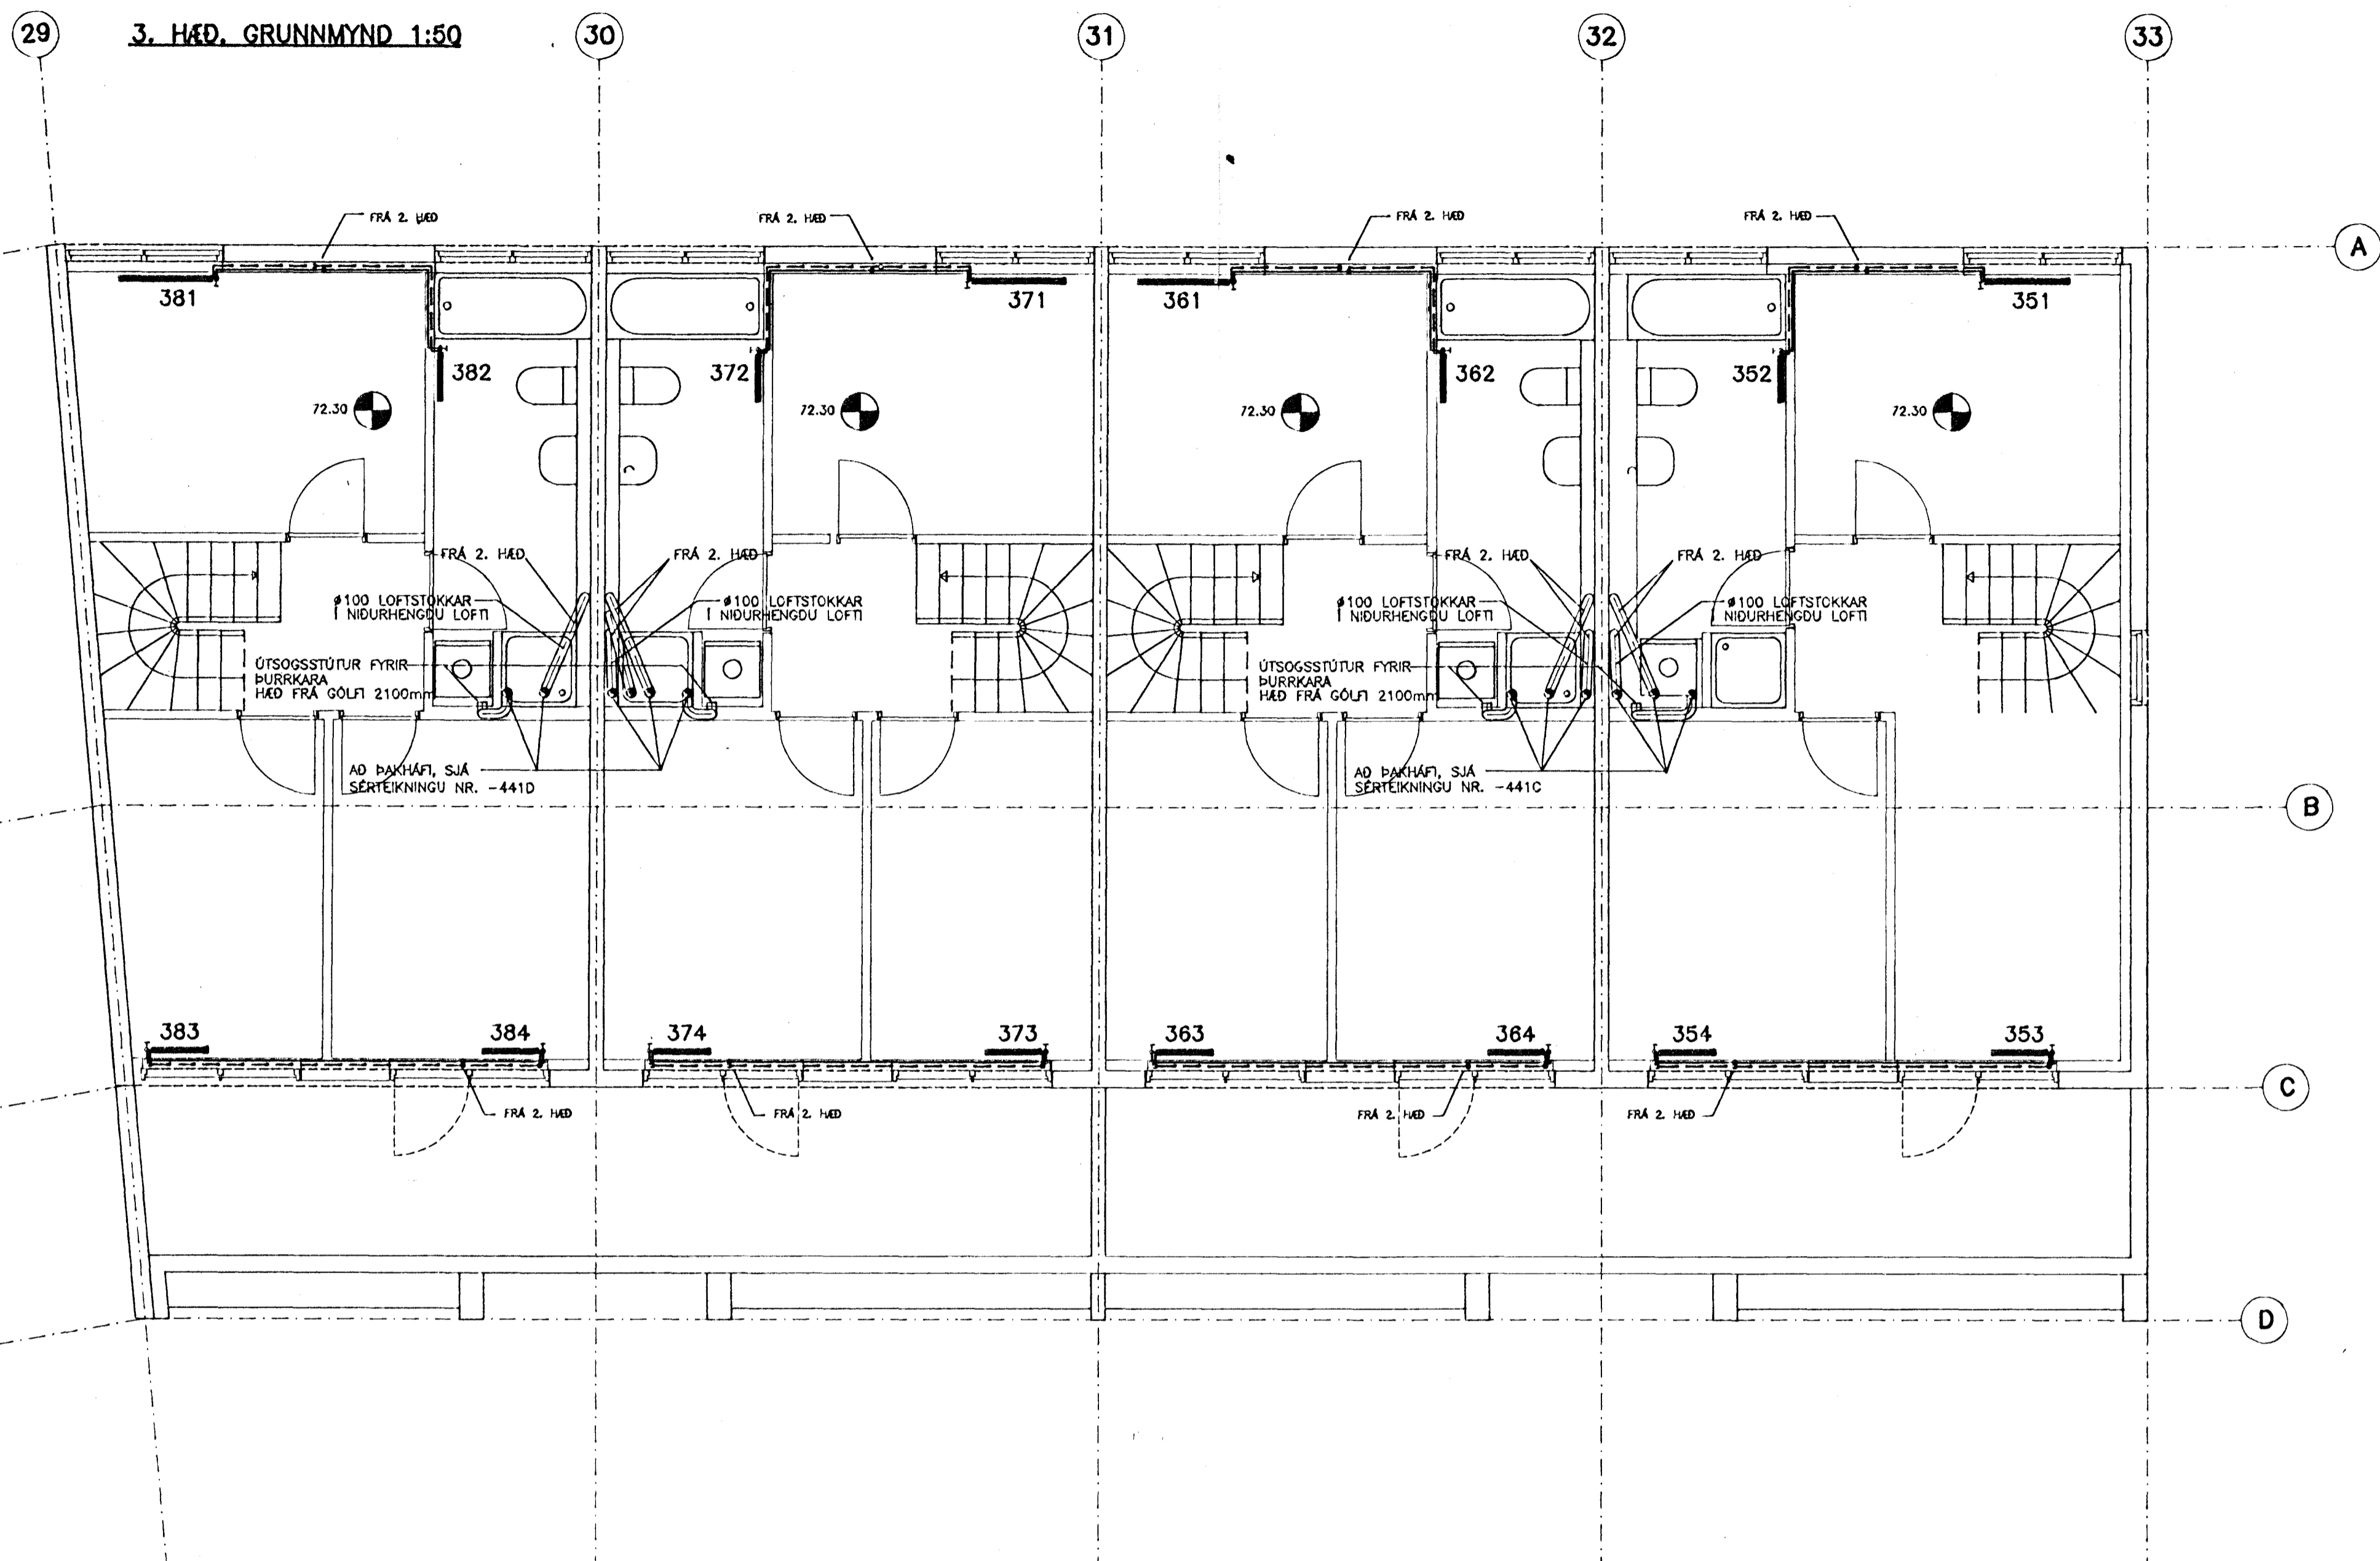 29
3. HÆÐ. GRUNNMYND 1:50
30
31
32
33
FRÁ 2. HÆÐ
FRÁ 2. HÆÐ
FRÁ 2. HÆÐ
FRÁ 2. HÆÐ
A
381
371
361
351
382
372
362
352
72.30
72.30
72.30
72.30
FRÁ 2. HÆÐ
FRÁ 2. HÆÐ
FRÁ 2. HÆÐ
FRÁ 2. HÆÐ
ø100 LOFTSTOKKAR
Í NIÐURHENGDU LOFTI
ø100 LOFTSTOKKAR
Í NIÐURHENGDU LOFTI
ø100 LOFTSTOKKAR
Í NIÐURHENGDU LOFTI
ø100 LOFTSTOKKAR
NIÐURHENGDU LOFTI
ÚTSOGSSTÚTUR FYRIR
ÞURRKARA
HÆÐ FRÁ GÓLFI 2100mm
ÚTSOGSSTÚTUR FYRIR
ÞURRKARA
HÆÐ FRÁ GÓLFI 2100mm
AÐ ÞAKHÁFI, SJÁ
SÉRTEIKNINGU NR. -441D
AÐ ÞAKHÁFI, SJÁ
SÉRTEIKNINGU NR. -441C
B
383
384
374
373
363
364
354
353
C
FRÁ 2. HÆÐ
FRÁ 2. HÆÐ
FRÁ 2. HÆÐ
FRÁ 2. HÆÐ
D